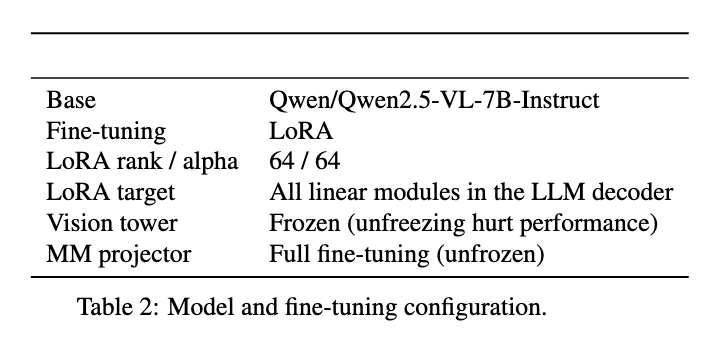 Base Qwen/Qwen2.5-VL-7B-Instruct
Fine-tuning LoRA
LoRA rank / alpha 64 / 64
LoRA target All linear modules in the LLM decoder
Vision tower Frozen (unfreezing hurt performance)
MM projector Full fine-tuning (unfrozen)
Table 2: Model and fine-tuning configuration.